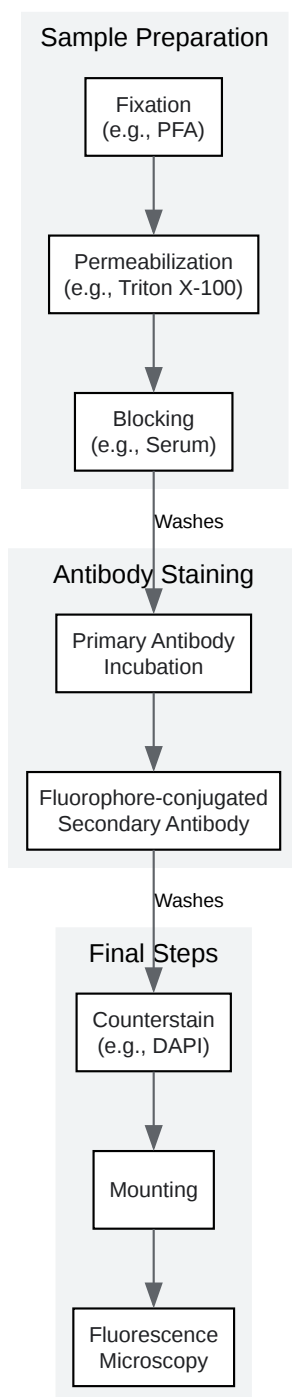 Sample Preparation
Fixation
(e.g., PFA)
Permeabilization
(e.g., Triton X-100)
Blocking
(e.g., Serum)
Washes
Antibody Staining
Primary Antibody
Incubation
Fluorophore-conjugated
Secondary Antibody
Washes
Final Steps
Counterstain
(e.g., DAPI)
Mounting
Fluorescence
Microscopy